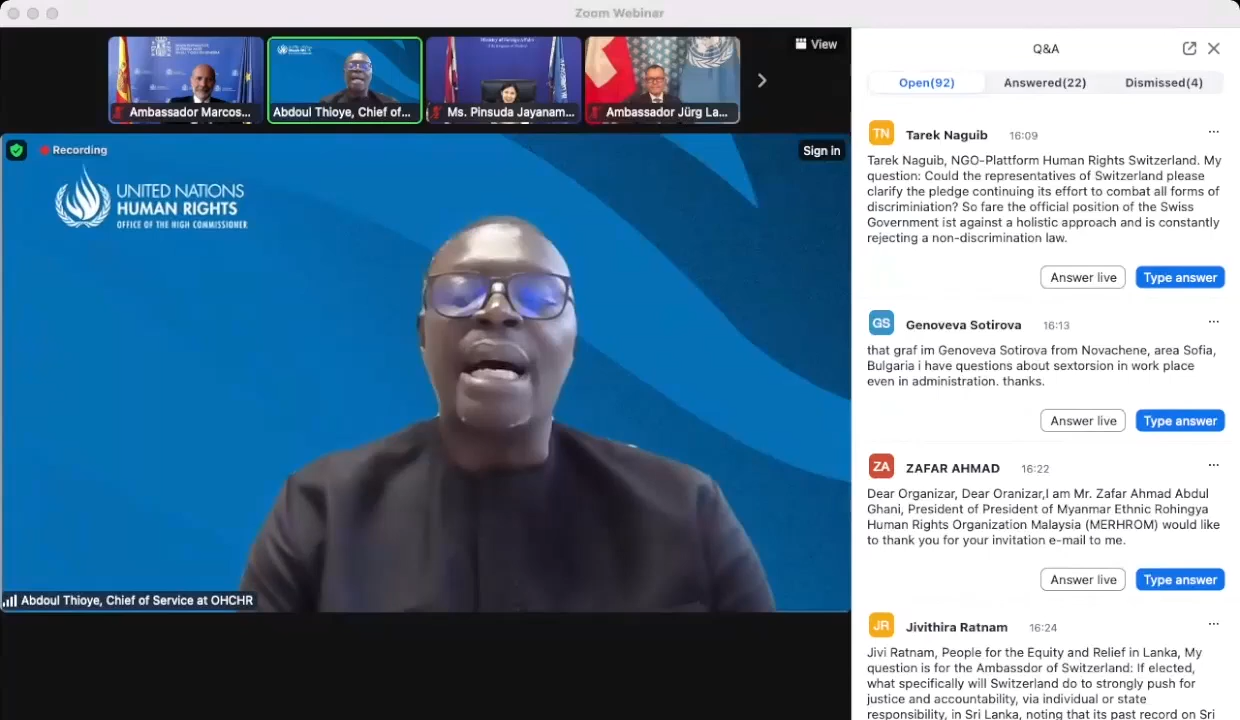 Zoom Webinar
Ambassador Marcos...
Abdoul Thioye, Chief of...
Ms. Pinsuda Jayanam...
Ambassador Jürg La...
View
Recording
Sign in
UNITED NATIONS
HUMAN RIGHTS
OFFICE OF THE HIGH COMMISSIONER
Abdoul Thioye, Chief of Service at OHCHR
Q&A
Open(92)
Answered(22)
Dismissed(4)
TN
Tarek Naguib 16:09
Tarek Naguib, NGO-Plattform Human Rights Switzerland. My
question: Could the representatives of Switzerland please
clarify the pledge continuing its effort to combat all forms of
discriminiation? So fare the official position of the Swiss
Government ist against a holistic approach and is constantly
rejecting a non-discrimination law.
Answer live
Type answer
GS
Genoveva Sotirova 16:13
that graf im Genoveva Sotirova from Novachene, area Sofia,
Bulgaria i have questions about sextorsion in work place
even in administration. thanks.
Answer live
Type answer
ZA
ZAFAR AHMAD 16:22
Dear Organizar, Dear Oranizar,I am Mr. Zafar Ahmad Abdul
Ghani, President of President of Myanmar Ethnic Rohingya
Human Rights Organization Malaysia (MERHROM) would like
to thank you for your invitation e-mail to me.
Answer live
Type answer
JR
Jivithira Ratnam 16:24
Jivi Ratnam, People for the Equity and Relief in Lanka, My
question is for the Ambassdor of Switzerland: If elected,
what specifically will Switzerland do to strongly push for
justice and accountability, via individual or state
responsibility, in Sri Lanka, noting that its past record on Sri